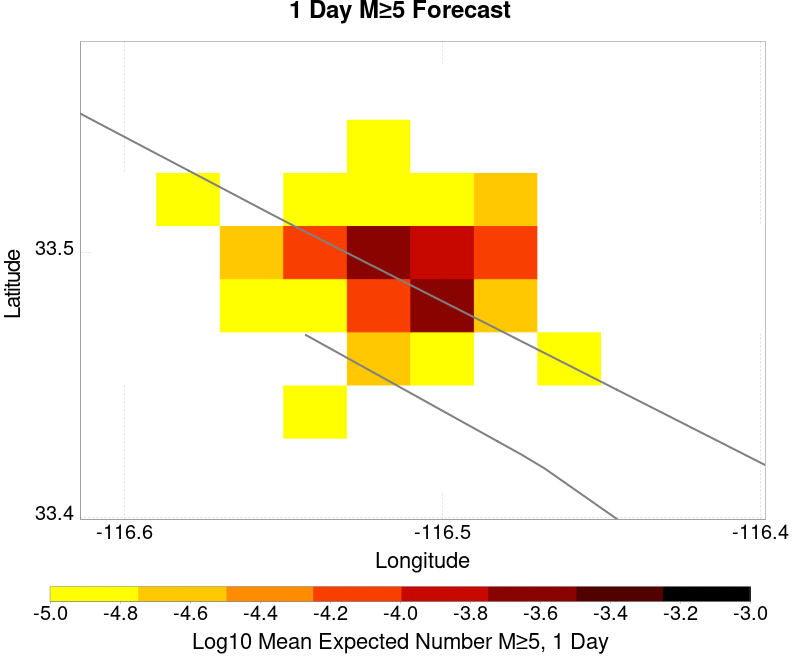 1 Day M≥5 Forecast
Latitude
33.5
33.4
-116.6 -116.5 -116.4
Longitude
-5.0 -4.8 -4.6 -4.4 -4.2 -4.0 -3.8 -3.6 -3.4 -3.2 -3.0
Log10 Mean Expected Number M≥5, 1 Day